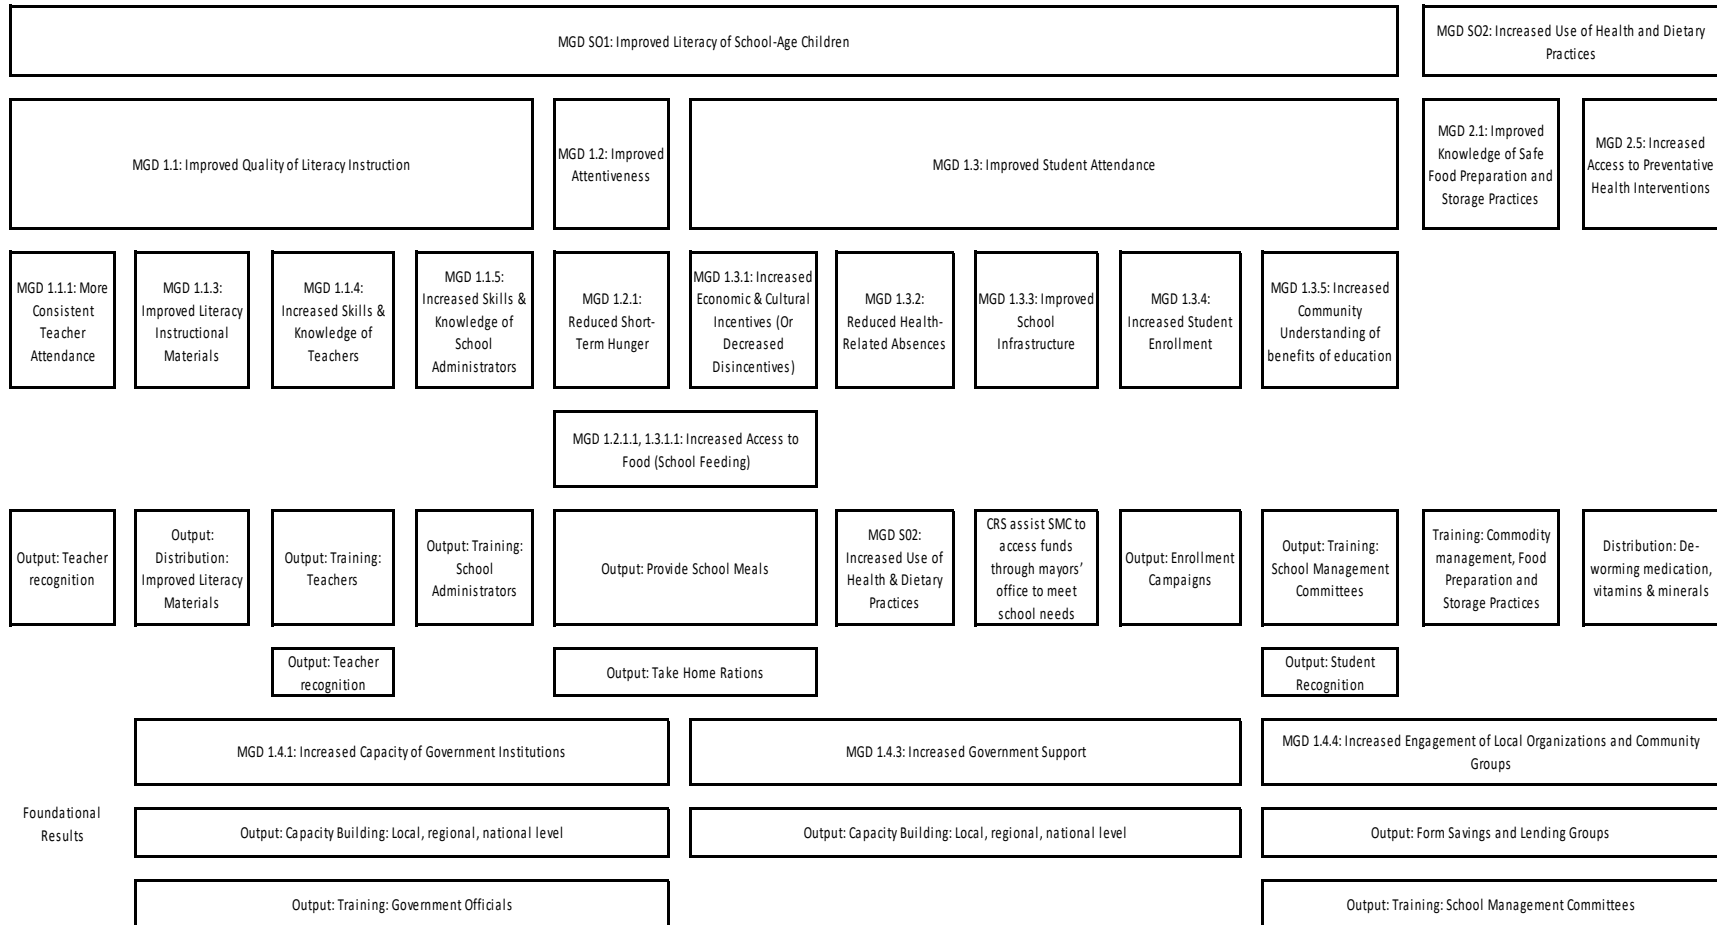 MGD SO1: Improved Literacy of School-Age Children
MGD SO2: Increased Use of Health and Dietary
Practices
MGD 1.1: Improved Quality of Literacy Instruction
MGD 1.2: Improved
Attentiveness
MGD 1.3: Improved Student Attendance
MGD 2.1: Improved
Knowledge of Safe
Food Preparation and
Storage Practices
MGD 2.5: Increased
Access to Preventative
Health Interventions
MGD 1.1.1: More
Consistent
Teacher
Attendance
MGD 1.1.3:
Improved Literacy
Instructional
Materials
MGD 1.1.4:
Increased Skills &
Knowledge of
Teachers
MGD 1.1.5:
Increased Skills &
Knowledge of
School
Administrators
MGD 1.2.1:
Reduced Short-
Term Hunger
MGD 1.3.1: Increased
Economic & Cultural
Incentives (Or
Decreased
Disincentives)
MGD 1.3.2:
Reduced Health-
Related Absences
MGD 1.3.3: Improved
School
Infrastructure
MGD 1.3.4:
Increased Student
Enrollment
MGD 1.3.5: Increased
Community
Understanding of
benefits of education
MGD 1.2.1.1, 1.3.1.1: Increased Access to
Food (School Feeding)
Output: Teacher
recognition
Output:
Distribution:
Improved Literacy
Materials
Output: Training:
Teachers
Output: Training:
School
Administrators
Output: Provide School Meals
MGD S02:
Increased Use of
Health & Dietary
Practices
CRS assist SMC to
access funds
through mayors’
office to meet
school needs
Output: Enrollment
Campaigns
Output: Training:
School Management
Committees
Training: Commodity
management, Food
Preparation and
Storage Practices
Distribution: De-
worming medication,
vitamins & minerals
Output: Teacher
recognition
Output: Take Home Rations
Output: Student
Recognition
MGD 1.4.1: Increased Capacity of Government Institutions
MGD 1.4.3: Increased Government Support
MGD 1.4.4: Increased Engagement of Local Organizations and Community
Groups
Foundational
Results
Output: Capacity Building: Local, regional, national level
Output: Capacity Building: Local, regional, national level
Output: Form Savings and Lending Groups
Output: Training: Government Officials
Output: Training: School Management Committees